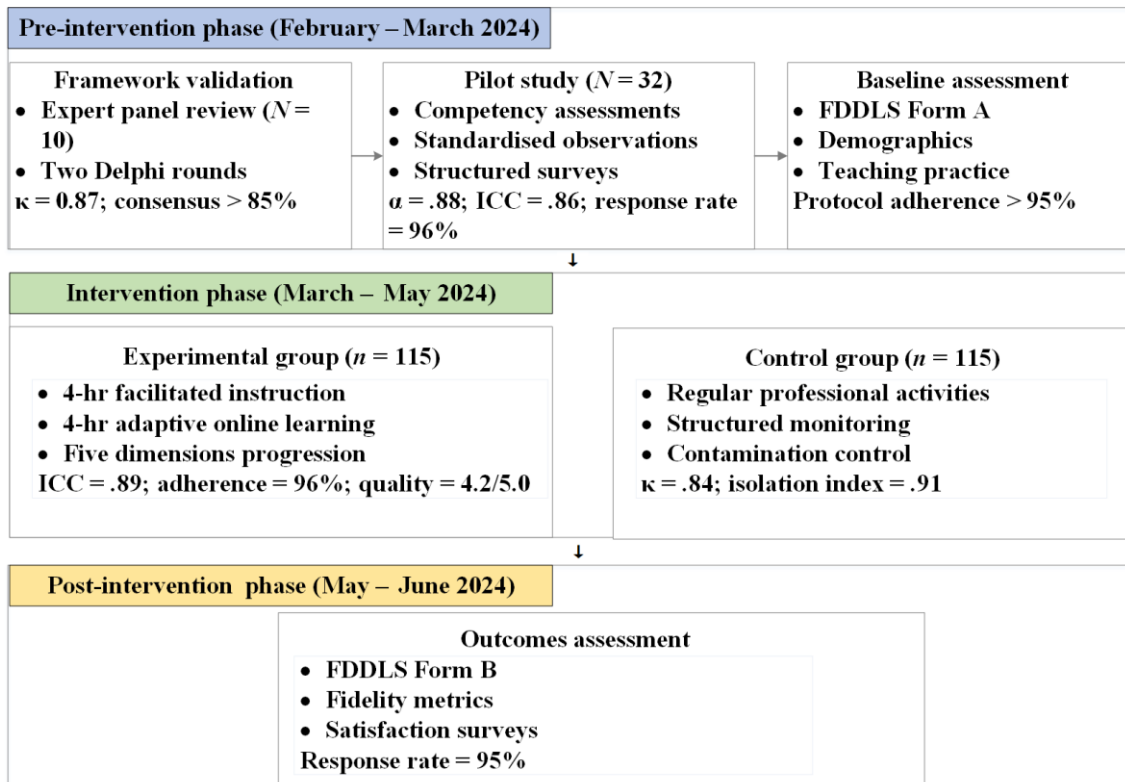 Pre-intervention phase (February – March 2024)
Framework validation
• Expert panel review (N =
10)
• Two Delphi rounds
κ = 0.87; consensus > 85%
Pilot study (N = 32)
• Competency assessments
• Standardised observations
• Structured surveys
α = .88; ICC = .86; response rate
= 96%
Baseline assessment
• FDDLS Form A
• Demographics
• Teaching practice
Protocol adherence > 95%
Intervention phase (March – May 2024)
Experimental group (n = 115)
• 4-hr facilitated instruction
• 4-hr adaptive online learning
• Five dimensions progression
ICC = .89; adherence = 96%; quality = 4.2/5.0
Control group (n = 115)
• Regular professional activities
• Structured monitoring
• Contamination control
κ = .84; isolation index = .91
Post-intervention phase (May – June 2024)
Outcomes assessment
• FDDLS Form B
• Fidelity metrics
• Satisfaction surveys
Response rate = 95%